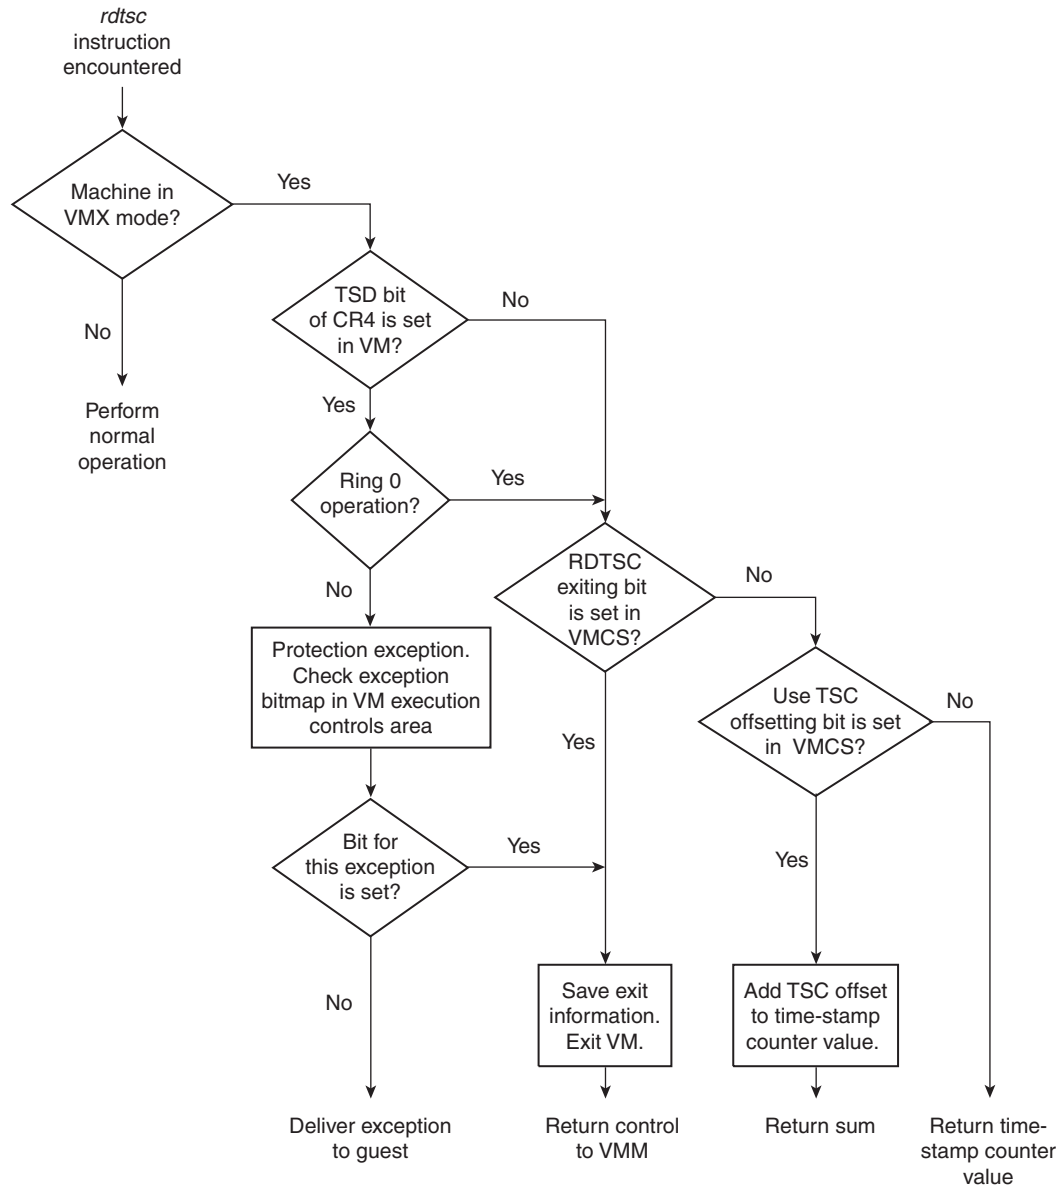 rdtsc
instruction
encountered
Machine in
VMX mode?
Yes
No
Perform
normal
operation
TSD bit
of CR4 is set
in VM?
No
Yes
Ring 0
operation?
Yes
No
RDTSC
exiting bit
is set in
VMCS?
No
Yes
Protection exception.
Check exception
bitmap in VM execution
controls area
Use TSC
offsetting bit is set
in VMCS?
No
Yes
Bit for
this exception
is set?
Yes
No
Save exit
information.
Exit VM.
Add TSC offset
to time-stamp
counter value.
Deliver exception
to guest
Return control
to VMM
Return sum
Return time-
stamp counter
value